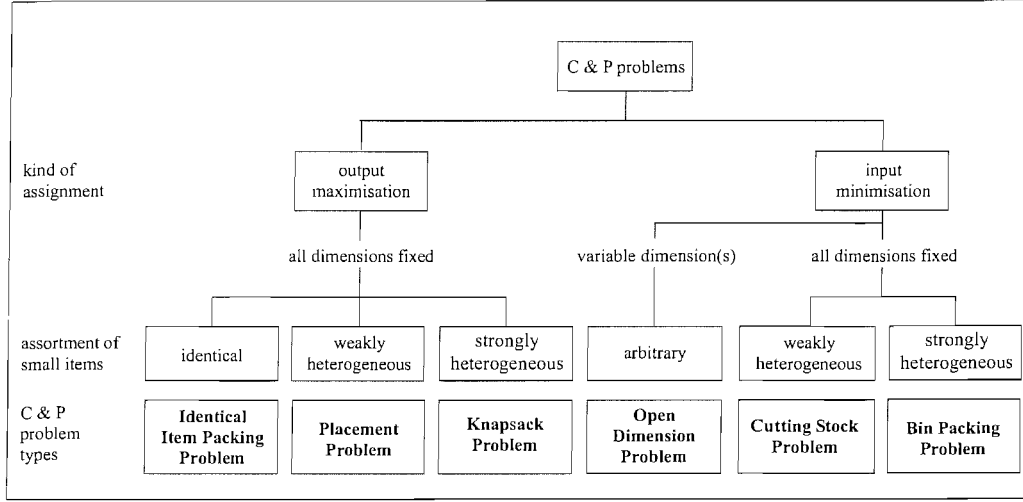 C & P problems
kind of
assignment
output
maximisation
input
minimisation
all dimensions fixed
variable dimension(s)
all dimensions fixed
assortment of
small items
identical
weakly
heterogeneous
strongly
heterogeneous
arbitrary
weakly
heterogeneous
strongly
heterogeneous
C & P
problem
types
Identical
Item Packing
Problem
Placement
Problem
Knapsack
Problem
Open
Dimension
Problem
Cutting Stock
Problem
Bin Packing
Problem